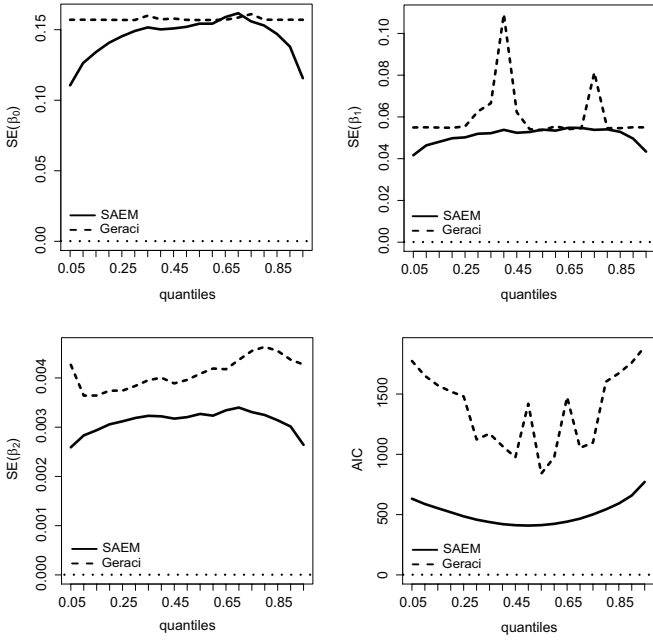 SE(β₀)
0.15
0.10
0.05
0.00
SAEM
Geraci
0.05 0.25 0.45 0.65 0.85
quantiles
SE(β₁)
0.10
0.08
0.06
0.04
0.02
0.00
SAEM
Geraci
0.05 0.25 0.45 0.65 0.85
quantiles
SE(β₂)
0.004
0.003
0.002
0.001
0.000
SAEM
Geraci
0.05 0.25 0.45 0.65 0.85
quantiles
AIC
1500
1000
500
0
SAEM
Geraci
0.05 0.25 0.45 0.65 0.85
quantiles